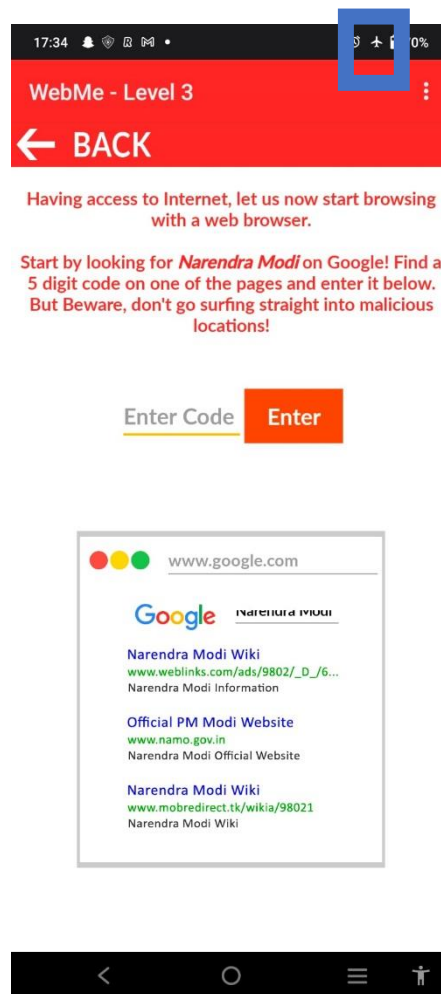 17:34
70%
WebMe - Level 3
BACK
Having access to Internet, let us now start browsing
with a web browser.
Start by looking for Narendra Modi on Google! Find a
5 digit code on one of the pages and enter it below.
But Beware, don't go surfing straight into malicious
locations!
Enter Code Enter
www.google.com
Google Narendra Modi
Narendra Modi Wiki
www.weblinks.com/ads/9802/_D_/6...
Narendra Modi Information
Official PM Modi Website
www.namo.gov.in
Narendra Modi Official Website
Narendra Modi Wiki
www.mobredirect.tk/wikia/98021
Narendra Modi Wiki